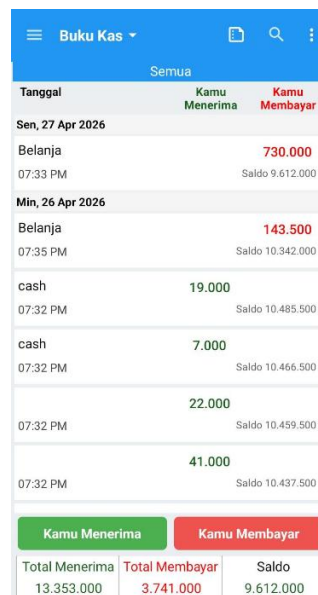 Buku Kas
Semua
Tanggal Kamu Menerima Kamu Membayar
Sen, 27 Apr 2026
Belanja 730.000
07:33 PM Saldo 9.612.000
Min, 26 Apr 2026
Belanja 143.500
07:35 PM Saldo 10.342.000
cash 19.000
07:32 PM Saldo 10.485.500
cash 7.000
07:32 PM Saldo 10.466.500
22.000
07:32 PM Saldo 10.459.500
41.000
07:32 PM Saldo 10.437.500
Kamu Menerima Kamu Membayar
Total Menerima Total Membayar Saldo
13.353.000 3.741.000 9.612.000